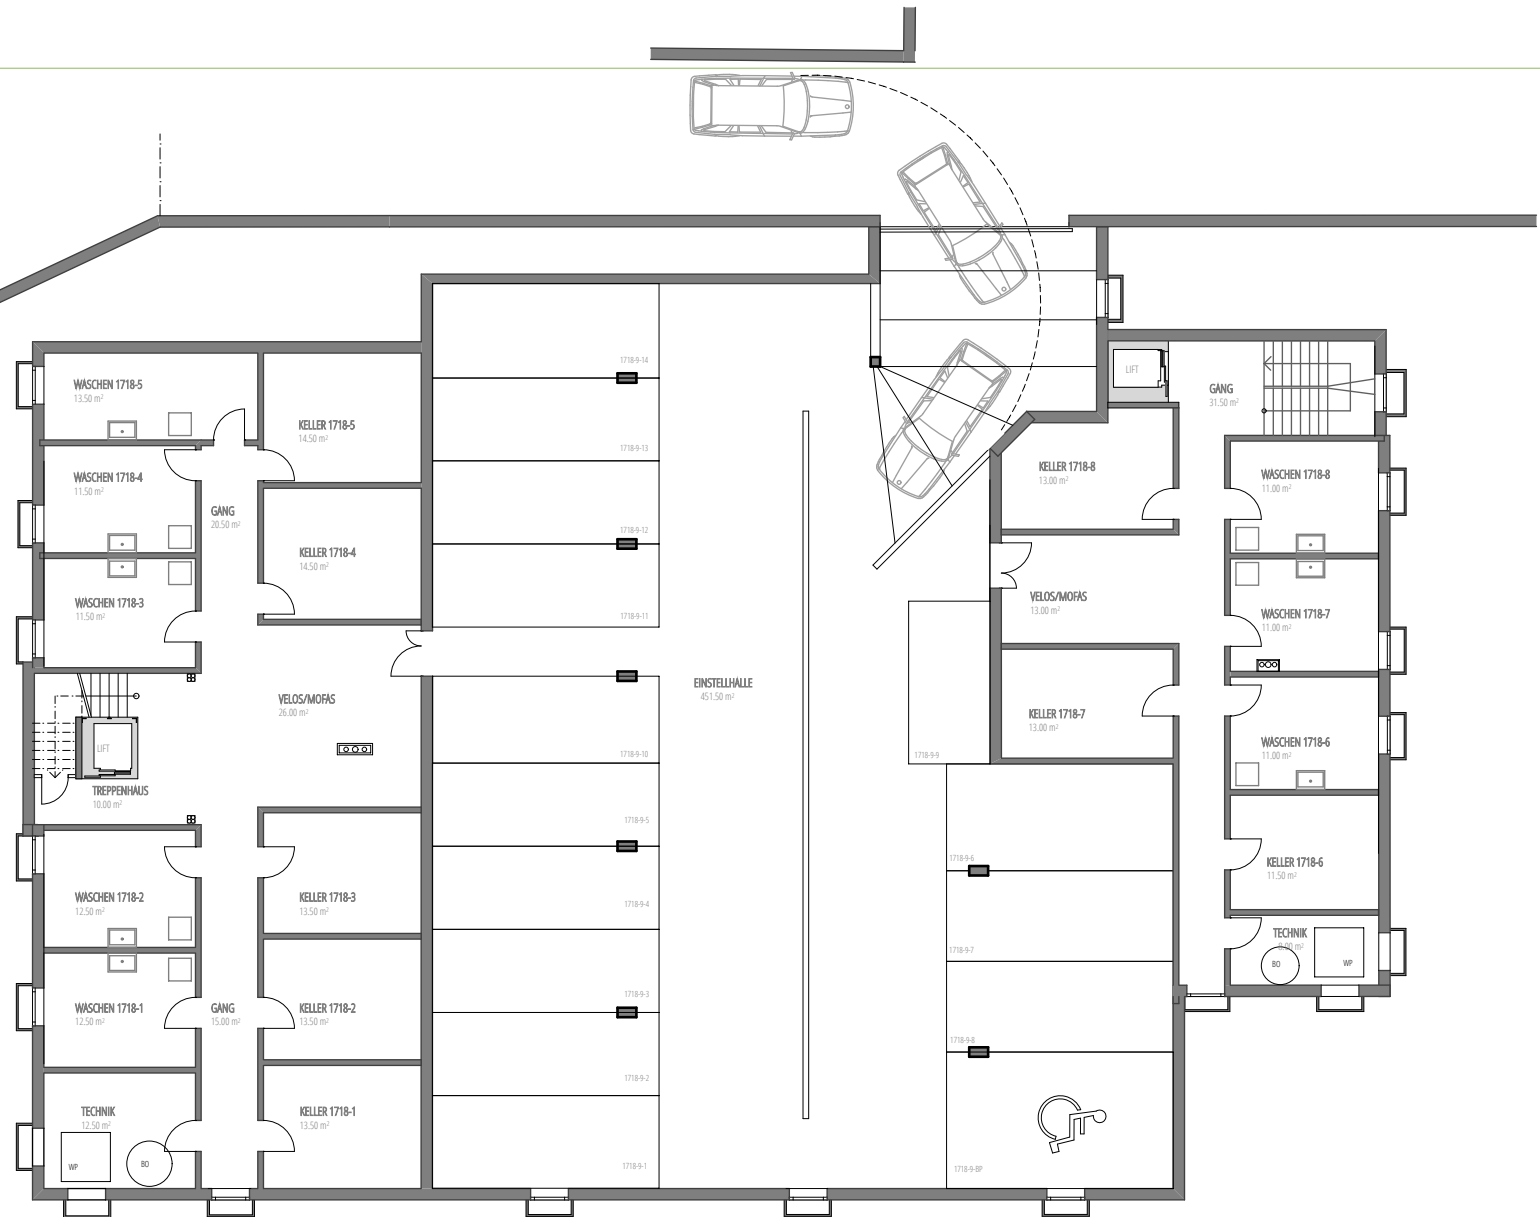 WASCHEN 1718-5
13.50 m²
KELLER 1718-5
14.50 m²
WASCHEN 1718-4
11.50 m²
GANG
20.50 m²
KELLER 1718-4
14.50 m²
WASCHEN 1718-3
11.50 m²
VELOS/MOFAS
26.00 m²
LIFT
TREPPENHAUS
10.00 m²
WASCHEN 1718-2
12.50 m²
KELLER 1718-3
13.50 m²
WASCHEN 1718-1
12.50 m²
GANG
15.00 m²
KELLER 1718-2
13.50 m²
TECHNIK
12.50 m²
WP
BO
KELLER 1718-1
13.50 m²
1718-9-14
1718-9-13
1718-9-12
1718-9-11
1718-9-10
1718-9-5
1718-9-4
1718-9-3
1718-9-2
1718-9-1
EINSTELLHALLE
451.50 m²
1718-9-9
1718-9-6
1718-9-7
1718-9-8
1718-9-BP
LIFT
GANG
31.50 m²
KELLER 1718-8
13.00 m²
WASCHEN 1718-8
11.00 m²
VELOS/MOFAS
13.00 m²
WASCHEN 1718-7
11.00 m²
KELLER 1718-7
13.00 m²
WASCHEN 1718-6
11.00 m²
KELLER 1718-6
11.50 m²
TECHNIK
8.00 m²
BO
WP